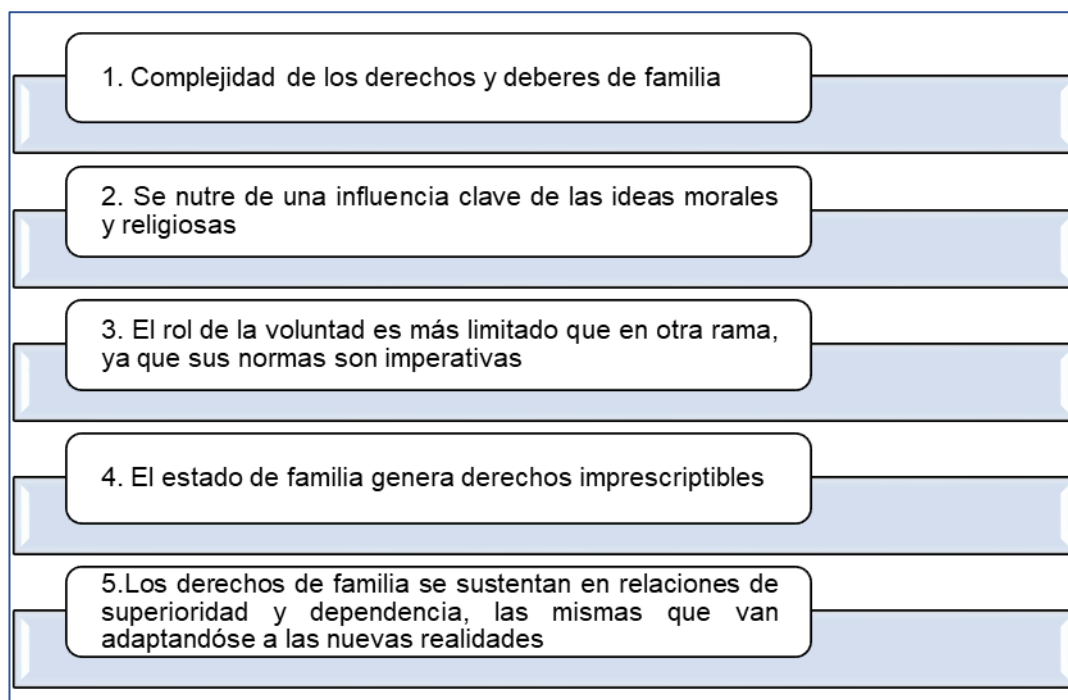 1. Complejidad de los derechos y deberes de familia
2. Se nutre de una influencia clave de las ideas morales
y religiosas
3. El rol de la voluntad es más limitado que en otra rama,
ya que sus normas son imperativas
4. El estado de familia genera derechos imprescriptibles
5.Los derechos de familia se sustentan en relaciones de
superioridad y dependencia, las mismas que van
adaptandóse a las nuevas realidades